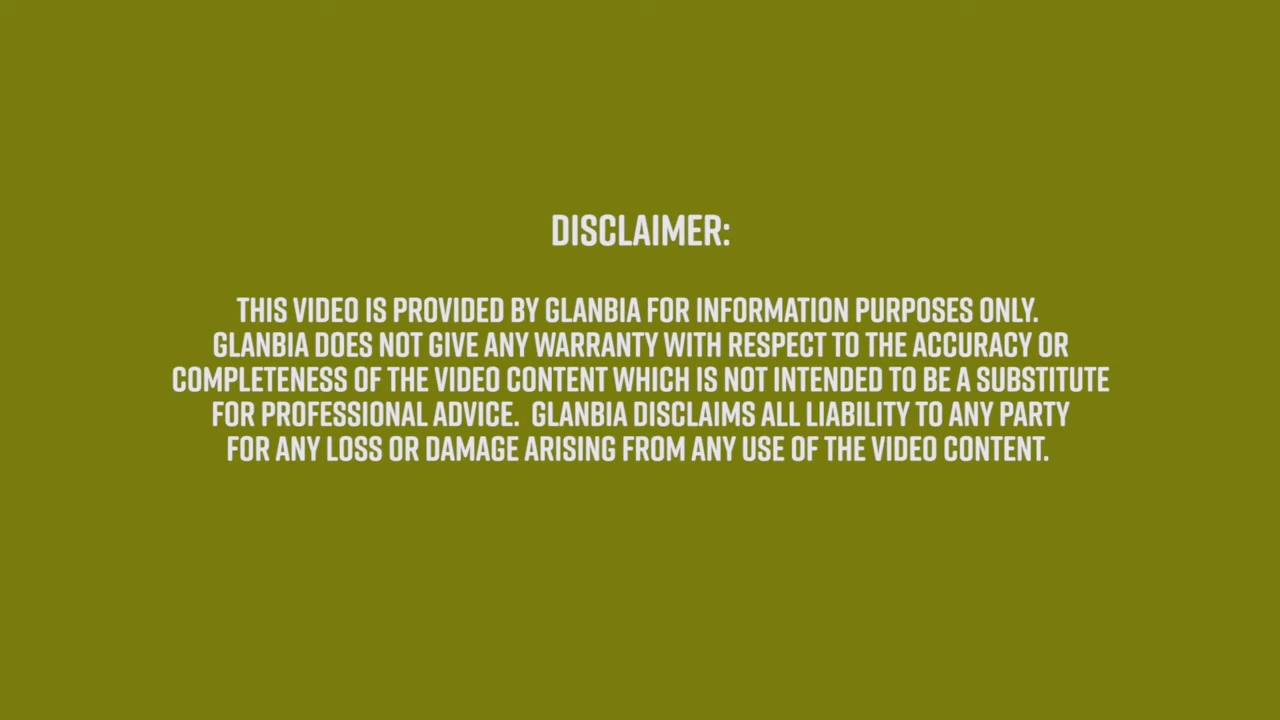 DISCLAIMER:
THIS VIDEO IS PROVIDED BY GLANBIA FOR INFORMATION PURPOSES ONLY.
GLANBIA DOES NOT GIVE ANY WARRANTY WITH RESPECT TO THE ACCURACY OR
COMPLETENESS OF THE VIDEO CONTENT WHICH IS NOT INTENDED TO BE A SUBSTITUTE
FOR PROFESSIONAL ADVICE.  GLANBIA DISCLAIMS ALL LIABILITY TO ANY PARTY
FOR ANY LOSS OR DAMAGE ARISING FROM ANY USE OF THE VIDEO CONTENT.